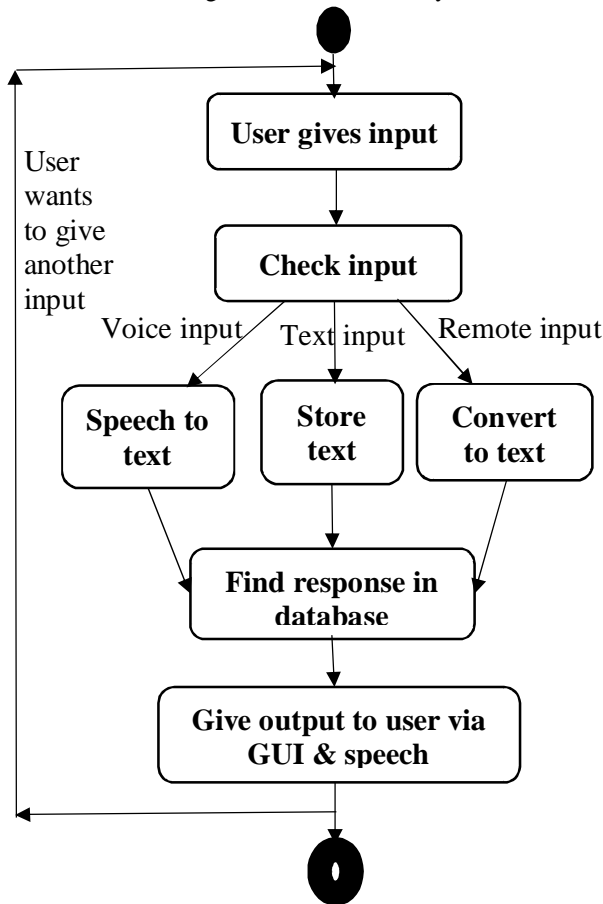 User gives input
User
wants
to give
another
input
Check input
Voice input
Text input
Remote input
Speech to
text
Store
text
Convert
to text
Find response in
database
Give output to user via
GUI & speech